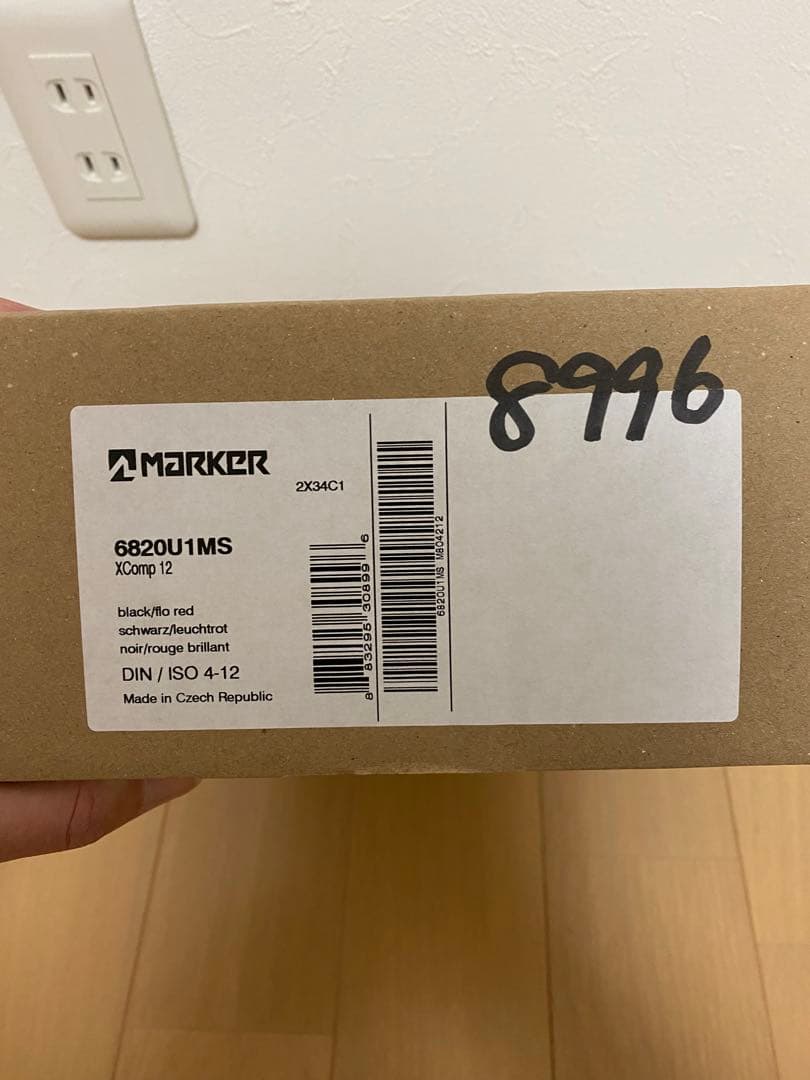 8996
MARKER
2X34C1
6820U1MS
XComp 12
black/flo red
schwarz/leuchtrot
noir/rouge brillant
DIN / ISO 4-12
Made in Czech Republic
8 83295 30899 6
6820U1MS M804212